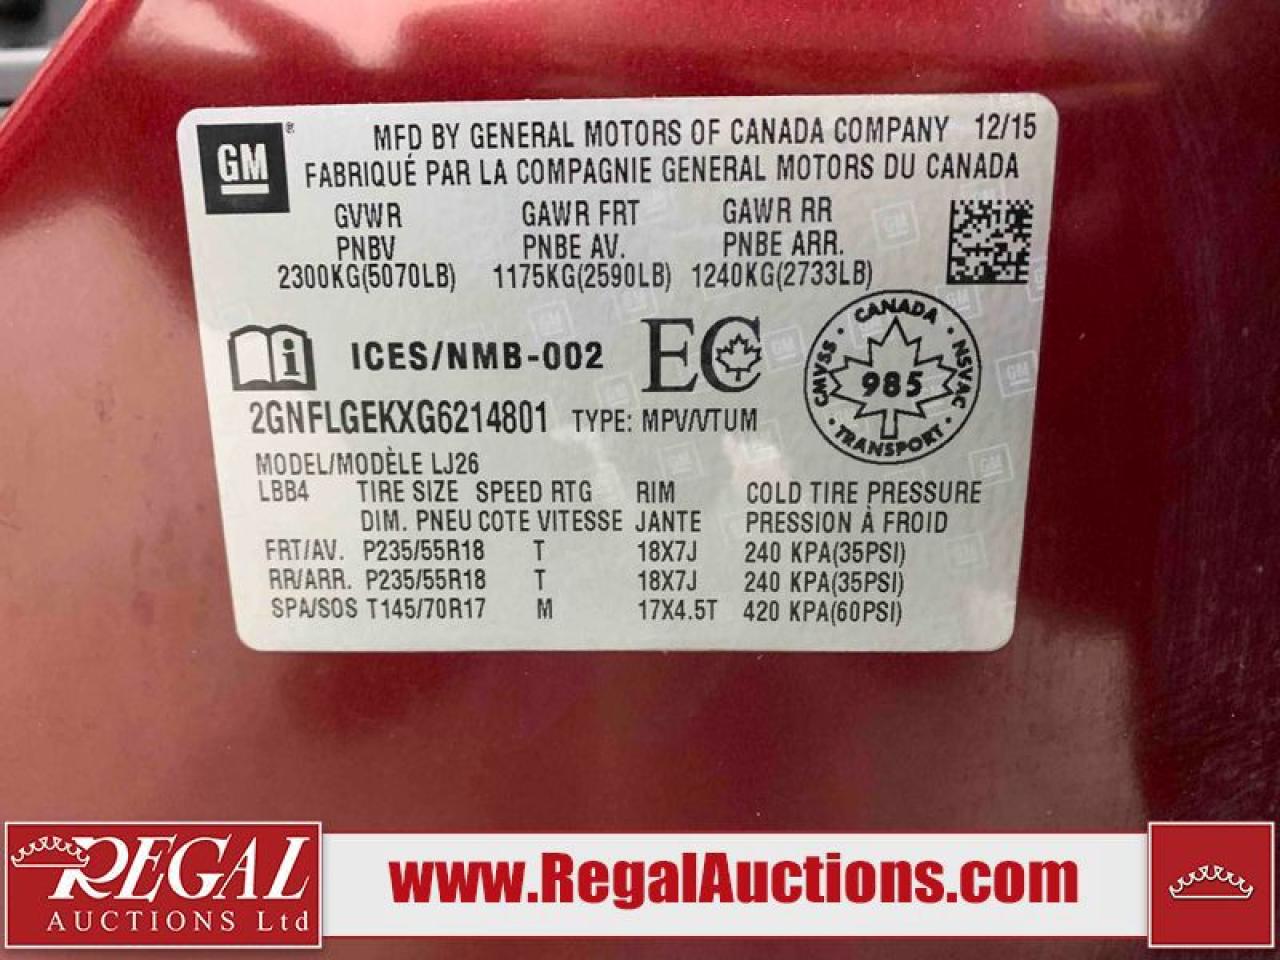 GM ® MFD BY GENERAL MOTORS OF CANADA COMPANY 12/15
FABRIQUÉ PAR LA COMPAGNIE GENERAL MOTORS DU CANADA
GVWR GAWR FRT GAWR RR
PNBV PNBE AV. PNBE ARR.
2300KG(5070LB) 1175KG(2590LB) 1240KG(2733LB)
i ICES/NMB-002 EC
CANADA
CMVSS 985 NSVAC
TRANSPORT
2GNFLGEKXG6214801 TYPE: MPV/VTUM
MODEL/MODÈLE LJ26
LBB4 TIRE SIZE SPEED RTG RIM COLD TIRE PRESSURE
DIM. PNEU COTE VITESSE JANTE PRESSION À FROID
FRT/AV. P235/55R18 T 18X7J 240 KPA(35PSI)
RR/ARR. P235/55R18 T 18X7J 240 KPA(35PSI)
SPA/SOS T145/70R17 M 17X4.5T 420 KPA(60PSI)
REGAL
AUCTIONS Ltd
www.RegalAuctions.com